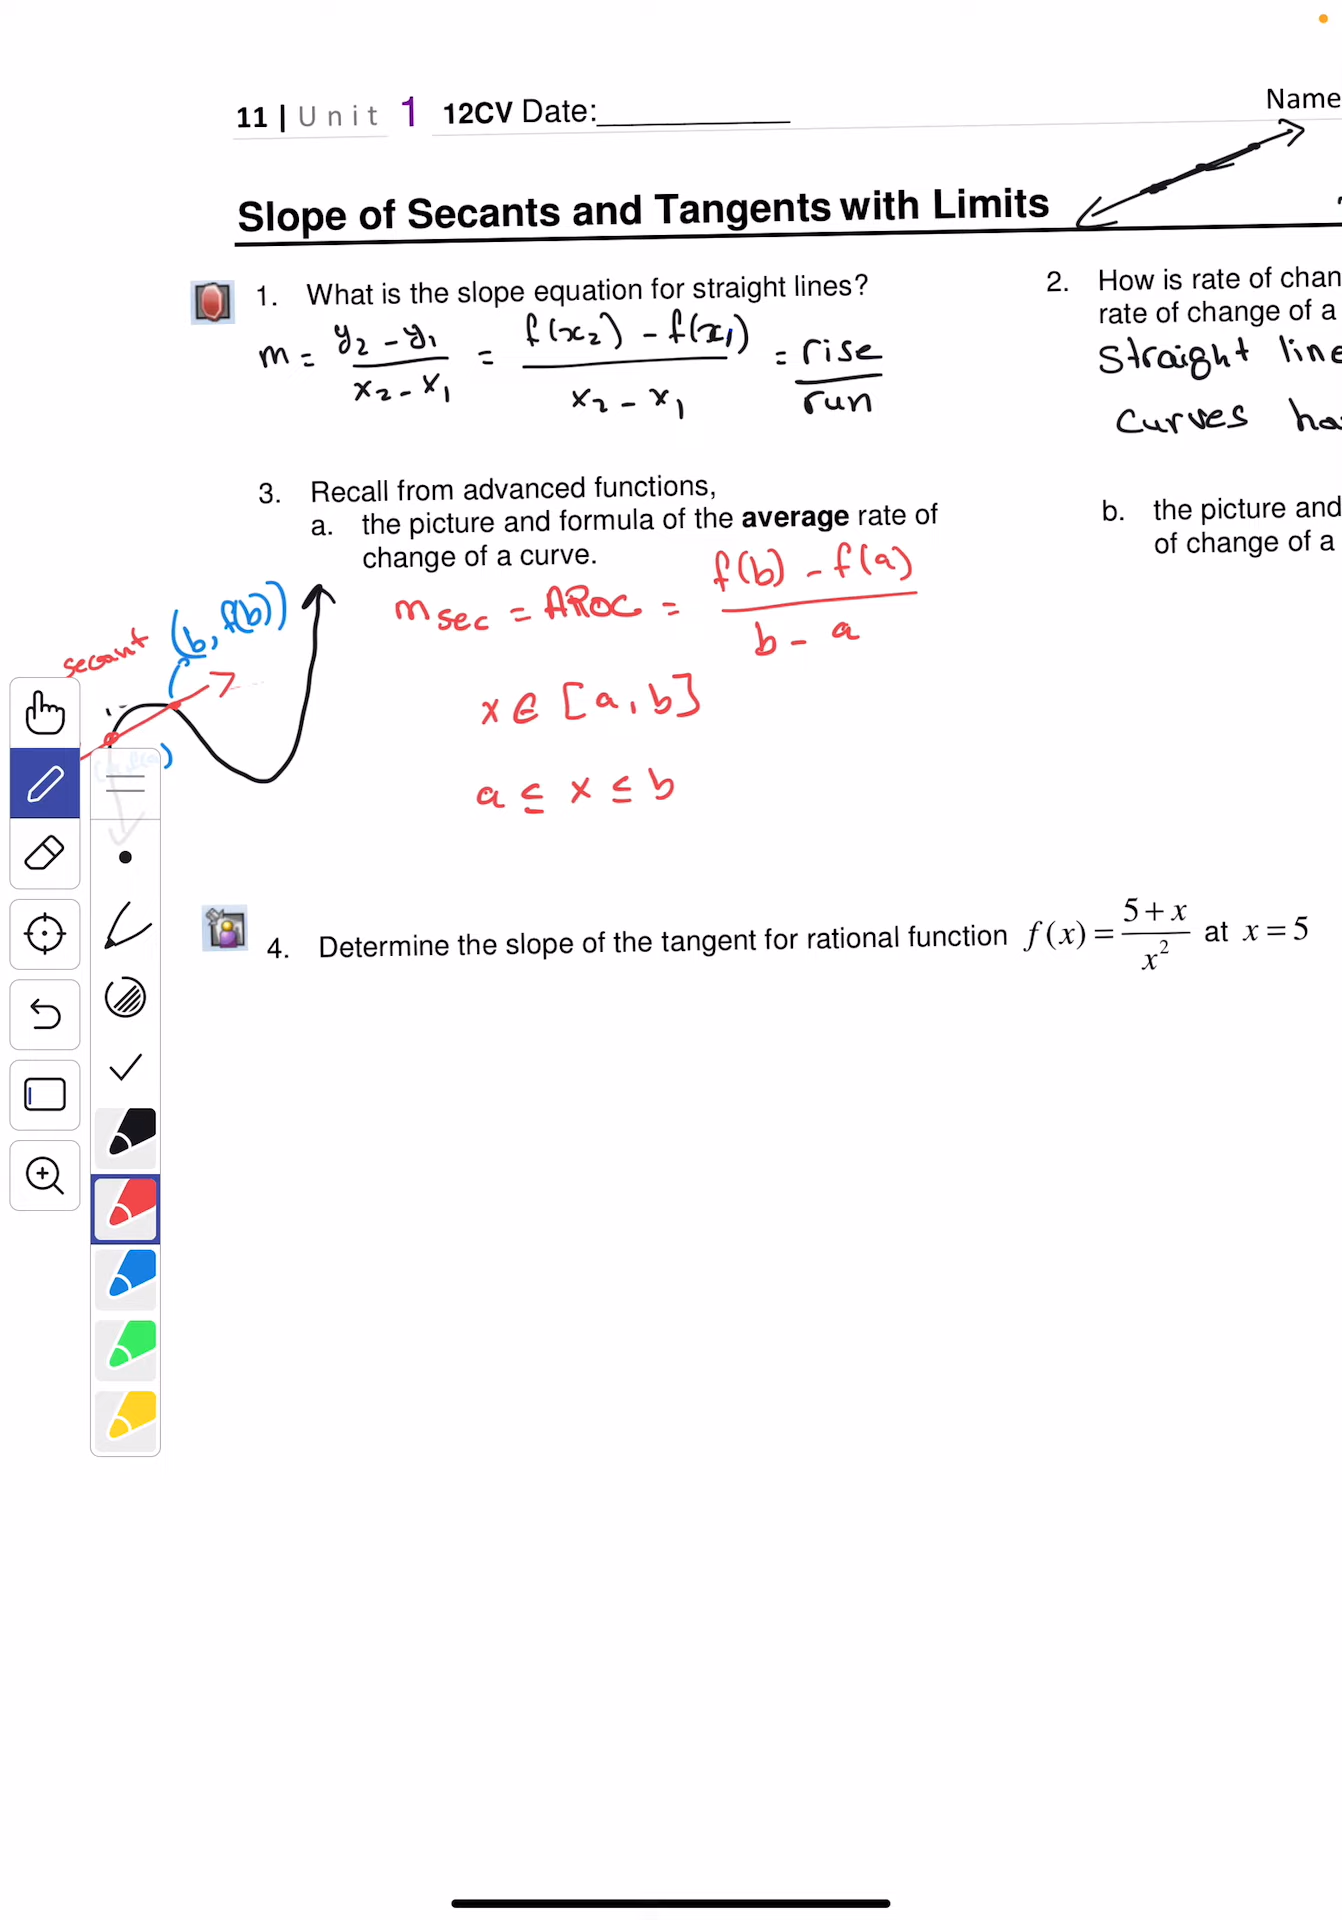 Name
11 | Unit 1 12CV Date:____________
Slope of Secants and Tangents with Limits
1. What is the slope equation for straight lines?
m = (y₂ - y₁)/(x₂ - x₁) = (f(x₂) - f(x₁))/(x₂ - x₁) = rise/run
2. How is rate of chan
rate of change of a
straight line
curves ha
3. Recall from advanced functions,
a. the picture and formula of the average rate of
change of a curve.
m sec = AROC = (f(b) - f(a))/(b - a)
x ∈ [a, b]
a ≤ x ≤ b
secant
(b, f(b))
b. the picture and
of change of a
4. Determine the slope of the tangent for rational function f(x) = (5+x)/x² at x = 5